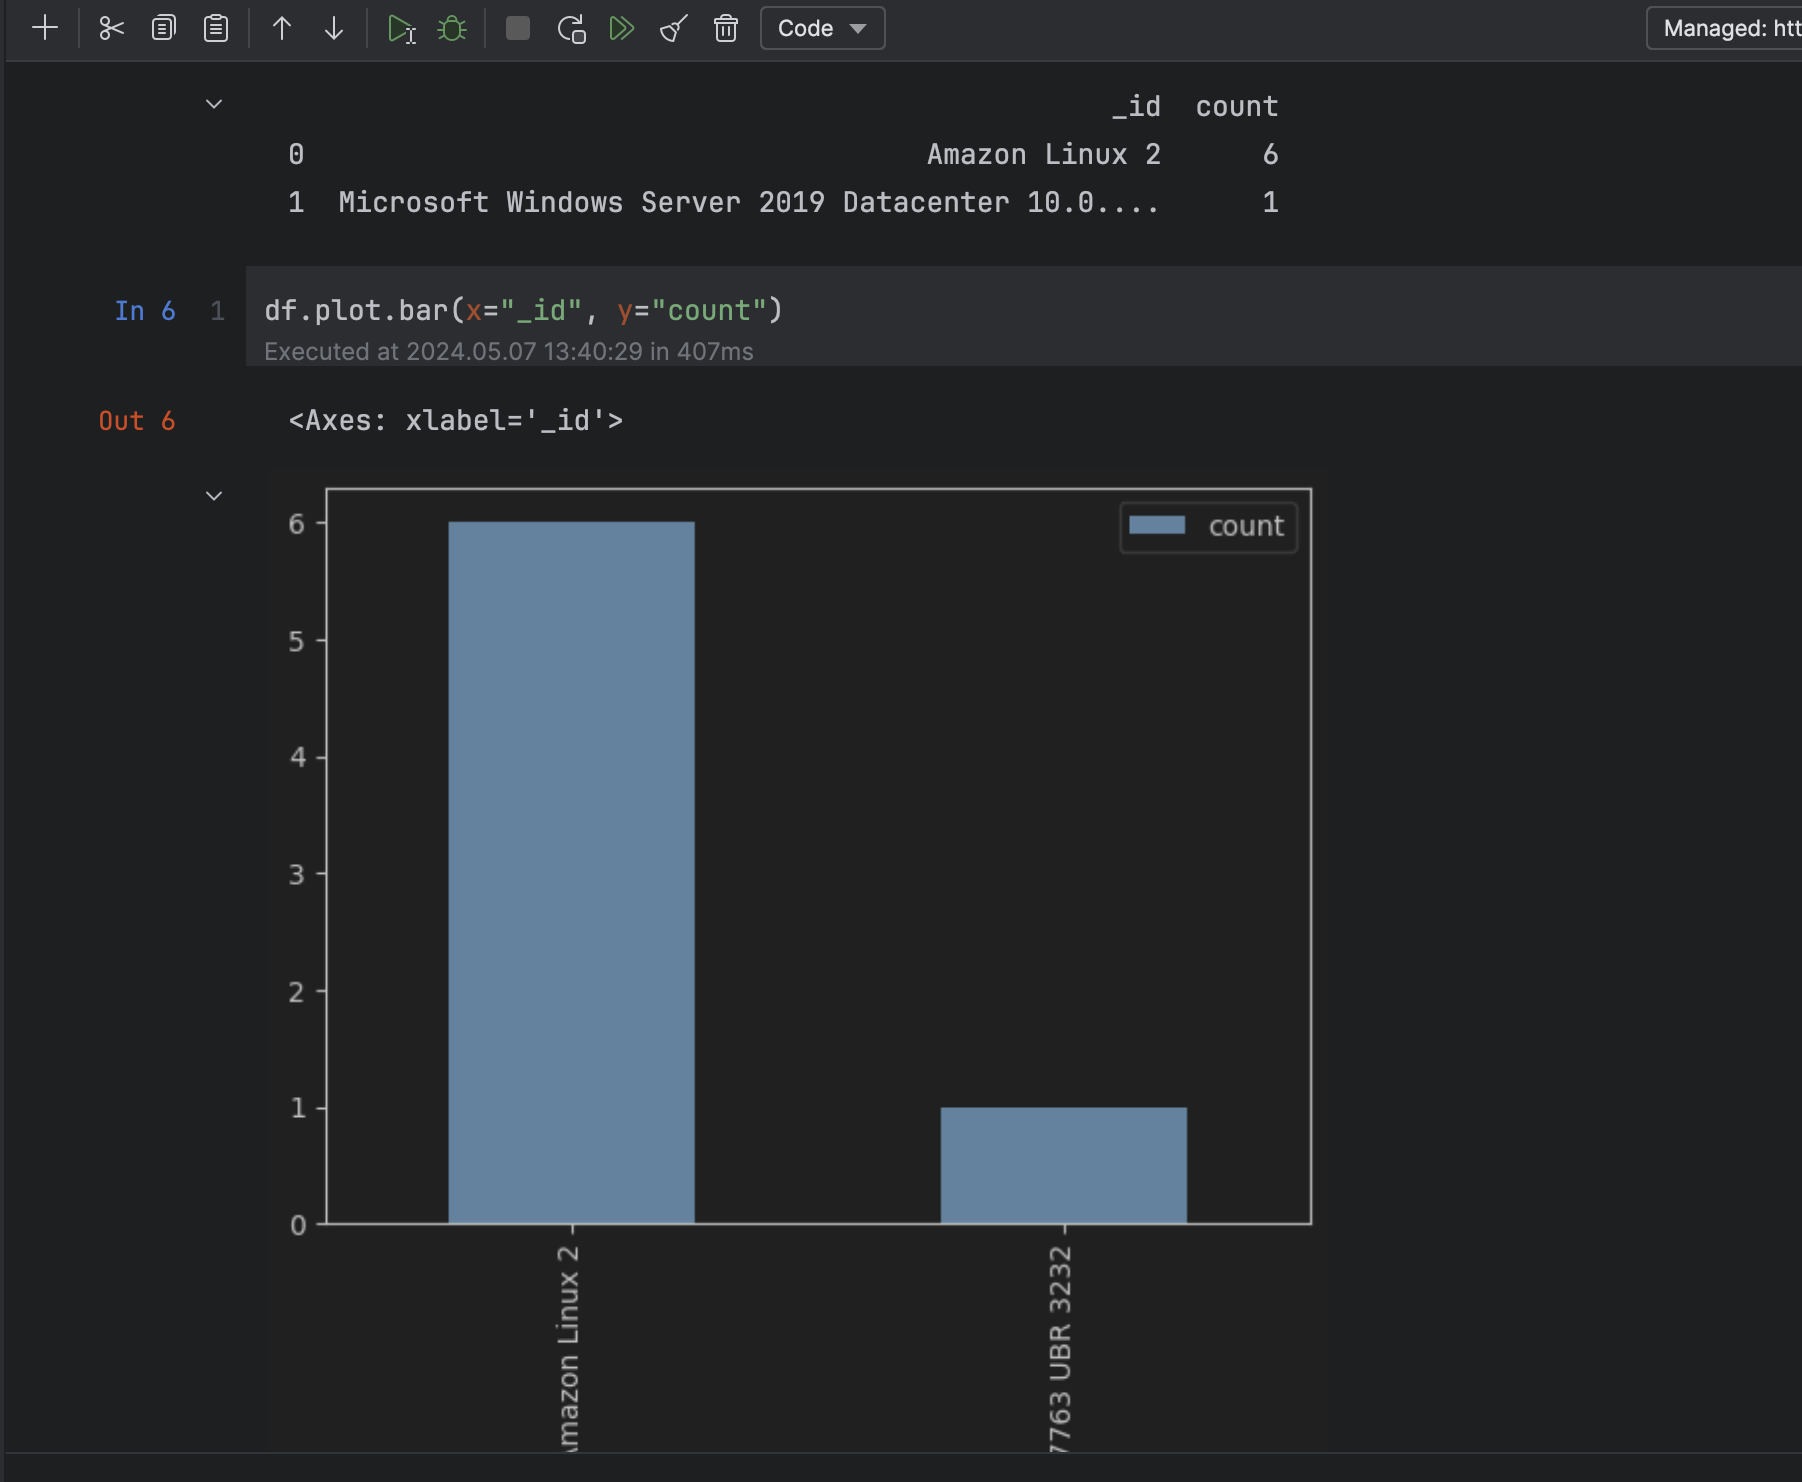 Code
Managed: htt
_id count
0 Amazon Linux 2 6
1 Microsoft Windows Server 2019 Datacenter 10.0.... 1
In 6 1 df.plot.bar(x="_id", y="count")
Executed at 2024.05.07 13:40:29 in 407ms
Out 6 <Axes: xlabel='_id'>
count
6
5
4
3
2
1
0
Amazon Linux 2
7763 UBR 3232